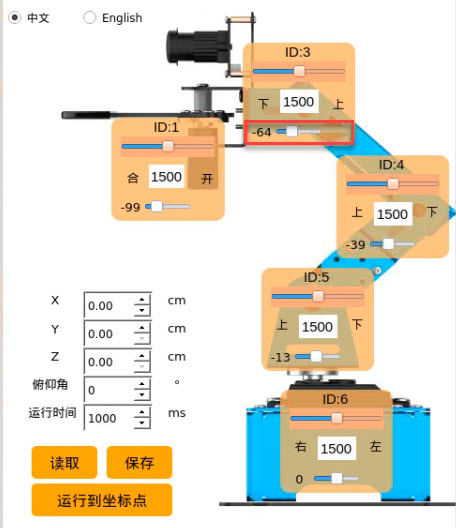 中文
English
ID:3
下 1500 上
-64
ID:1
合 1500 开
-99
ID:4
上 1500 下
-39
ID:5
上 1500 下
-13
ID:6
右 1500 左
0
X 0.00 cm
Y 0.00 cm
Z 0.00 cm
俯仰角 0 °
运行时间 1000 ms
读取 保存
运行到坐标点